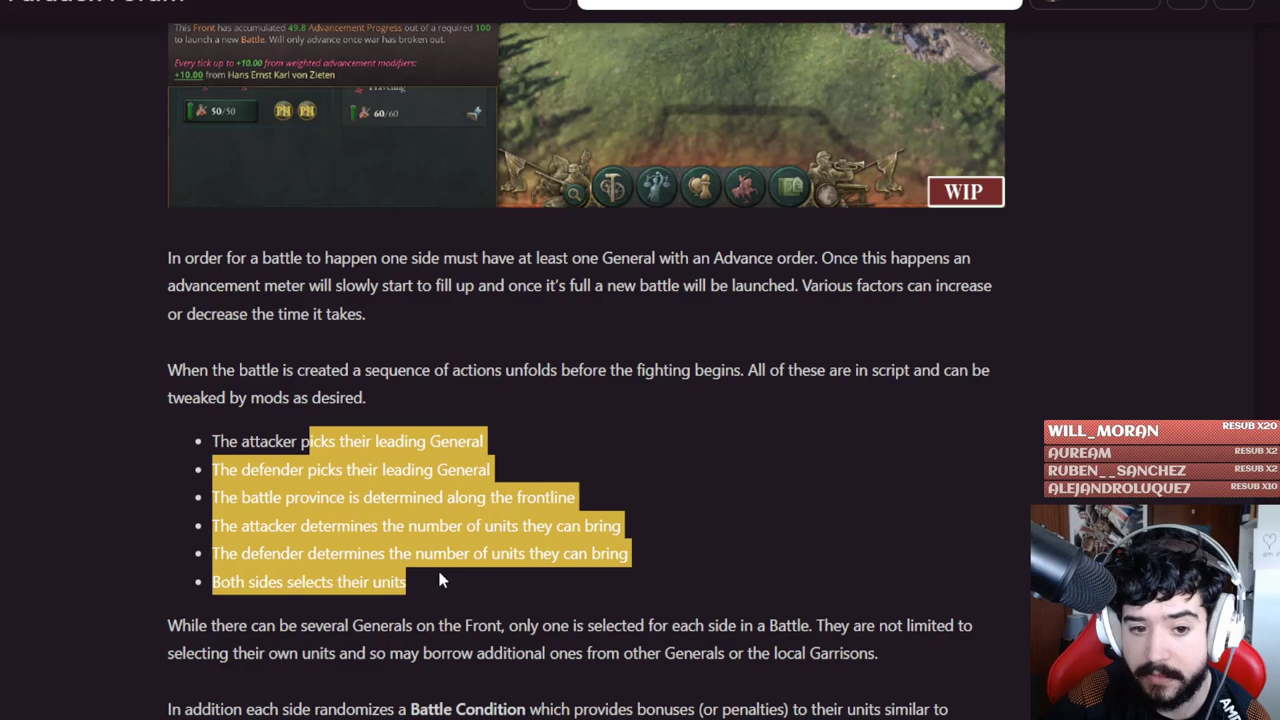 This Front has accumulated 49.8 Advancement Progress out of a required 100
to launch a new Battle. Will only advance once war has broken out.
Every tick up to +10.00 from weighted advancement modifiers:
+10.00 from Hans Ernst Karl von Zieten
Traveling
50/50
60/60
WIP
In order for a battle to happen one side must have at least one General with an Advance order. Once this happens an
advancement meter will slowly start to fill up and once it's full a new battle will be launched. Various factors can increase
or decrease the time it takes.
When the battle is created a sequence of actions unfolds before the fighting begins. All of these are in script and can be
tweaked by mods as desired.
• The attacker picks their leading General
• The defender picks their leading General
• The battle province is determined along the frontline
• The attacker determines the number of units they can bring
• The defender determines the number of units they can bring
• Both sides selects their units
WILL_MORAN RESUB X20
AUREAM RESUB X2
RUBEN__SANCHEZ RESUB X2
ALEJANDROLUQUE7 RESUB X10
While there can be several Generals on the Front, only one is selected for each side in a Battle. They are not limited to
selecting their own units and so may borrow additional ones from other Generals or the local Garrisons.
In addition each side randomizes a Battle Condition which provides bonuses (or penalties) to their units similar to